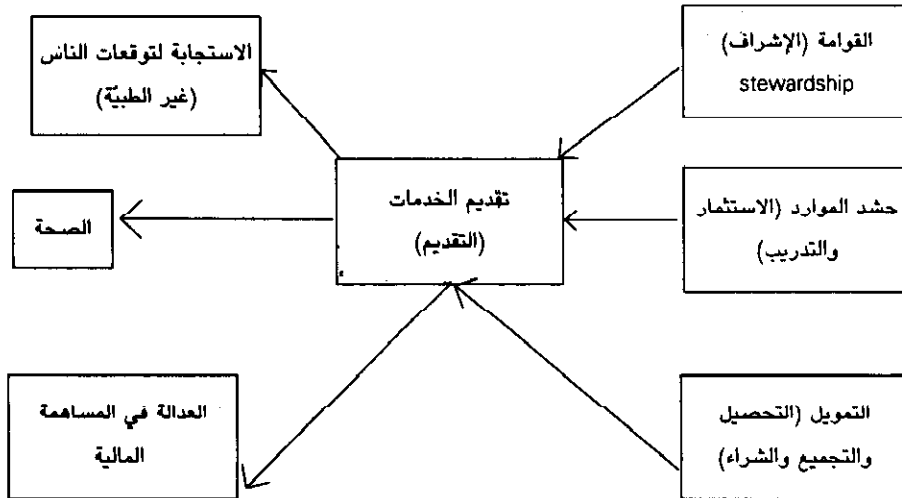 القوامة (الإشراف)
stewardship
الاستجابة لتوقعات الناس
(غير الطبيّة)
حشد الموارد (الاستثمار
والتدريب)
تقديم الخدمات
(التقديم)
الصحة
التمويل (التحصيل
والتجميع والشراء)
العدالة في المساهمة
المالية